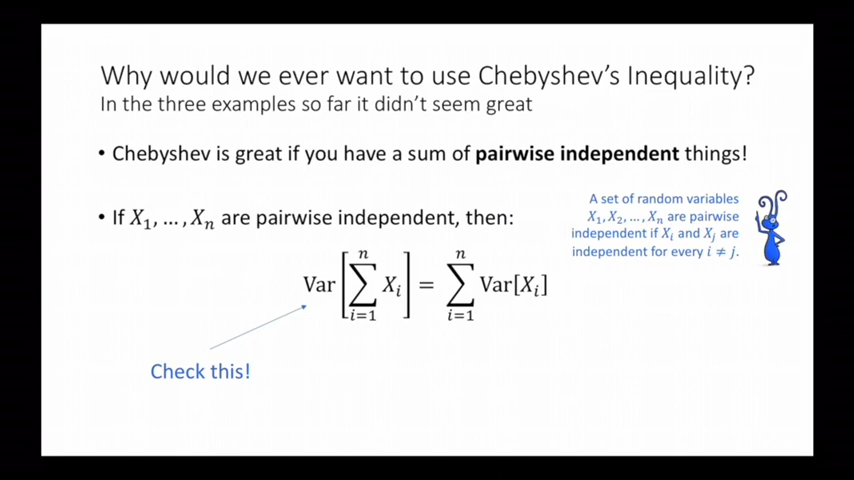 Why would we ever want to use Chebyshev's Inequality?
In the three examples so far it didn't seem great
• Chebyshev is great if you have a sum of pairwise independent things!
• If X₁, …, Xₙ are pairwise independent, then:
A set of random variables
X₁, X₂, …, Xₙ are pairwise
independent if Xᵢ and Xⱼ are
independent for every i ≠ j.
Var[∑ᵢ₌₁ⁿ Xᵢ] = ∑ᵢ₌₁ⁿ Var[Xᵢ]
Check this!